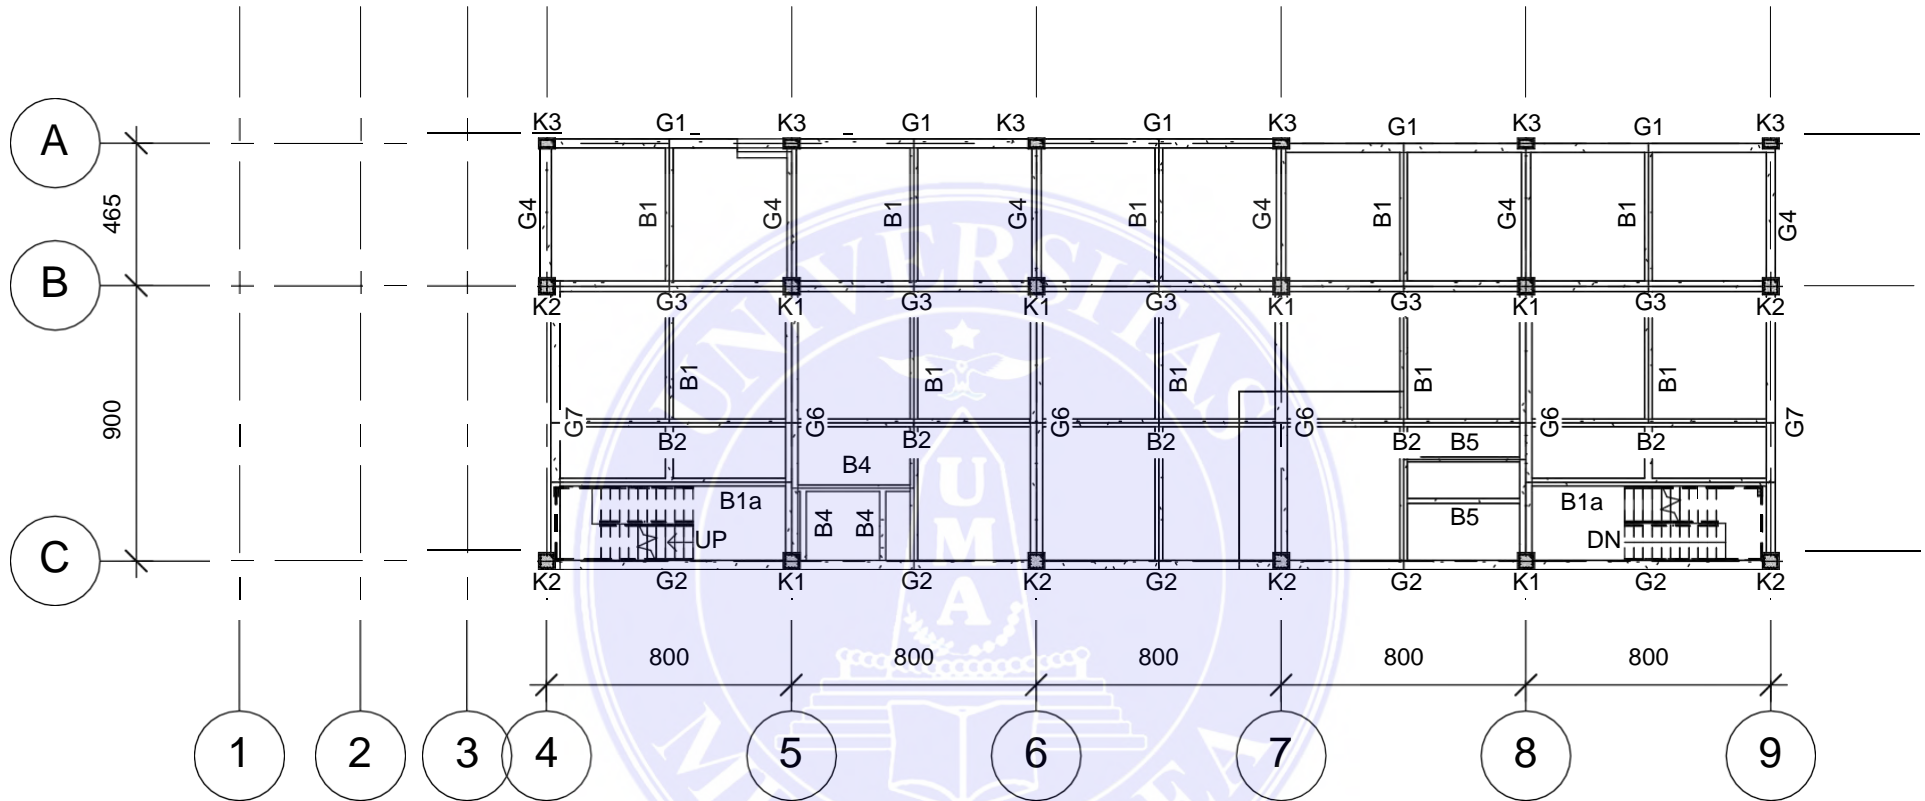 K3 G1 K3 G1 K3 G1 K3 G1 K3 G1 K3
A
465
G4 B1 G4 B1 G4 B1 G4 B1 G4 B1 G4
B
K2 G3 K1 G3 K1 G3 K1 G3 K1 G3 K2
UNIVERSITAS
900
B1 B1 B1 B1 B1
G7 G6 G6 G6 G6 G7
B2 B2 B2 B2 B5 B2
B4
B1a B4 B4 B5 B1a
UMA
UP DN
C
K2 G2 K1 G2 K2 G2 K2 G2 K1 G2 K2
800 800 800 800 800
1 2 3 4 5 6 7 8 9